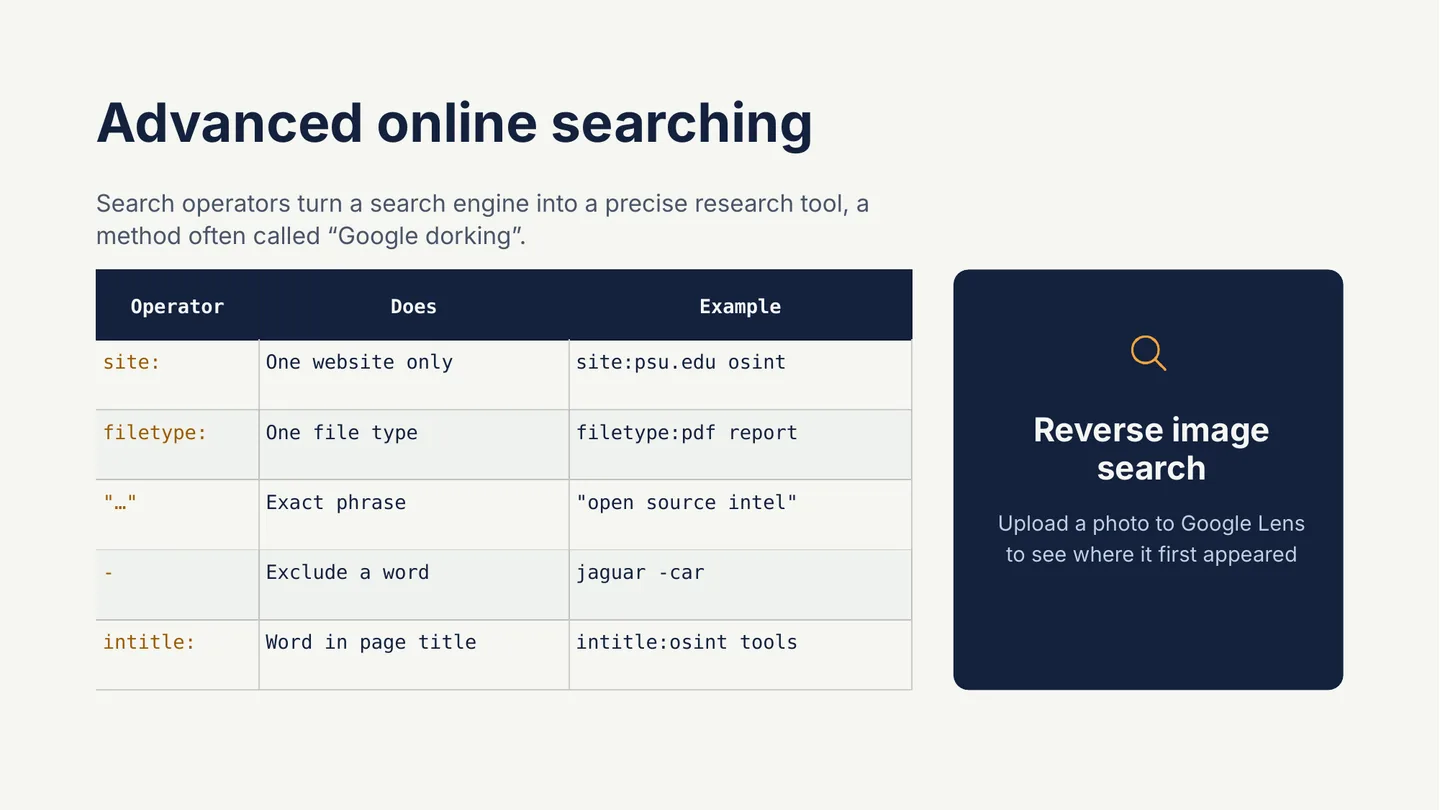 Advanced online searching
Search operators turn a search engine into a precise research tool, a
method often called “Google dorking”.
Operator Does Example
site: One website only site:psu.edu osint
filetype: One file type filetype:pdf report
"…" Exact phrase "open source intel"
- Exclude a word jaguar -car
intitle: Word in page title intitle:osint tools
Reverse image
search
Upload a photo to Google Lens
to see where it first appeared